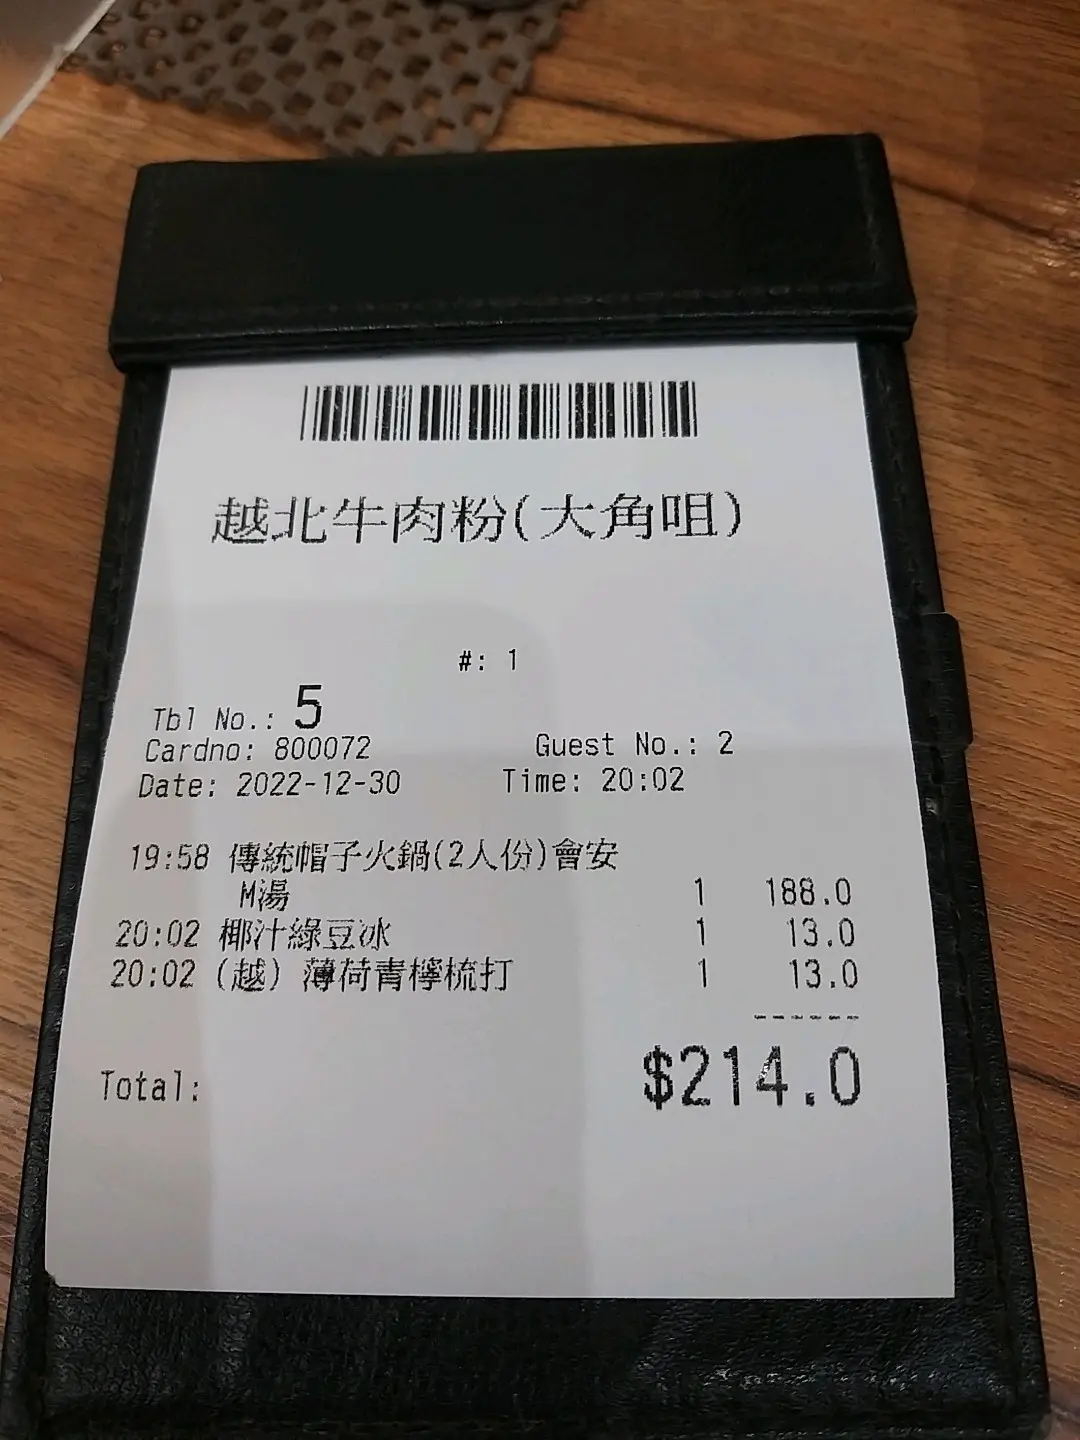 越北牛肉粉(大角咀)
#: 1
Tbl No.: 5
Cardno: 800072 Guest No.: 2
Date: 2022-12-30 Time: 20:02
19:58 傳統帽子火鍋(2人份)會安
M湯 1 188.0
20:02 椰汁綠豆冰 1 13.0
20:02 (越) 薄荷青檸梳打 1 13.0
------
Total: $214.0